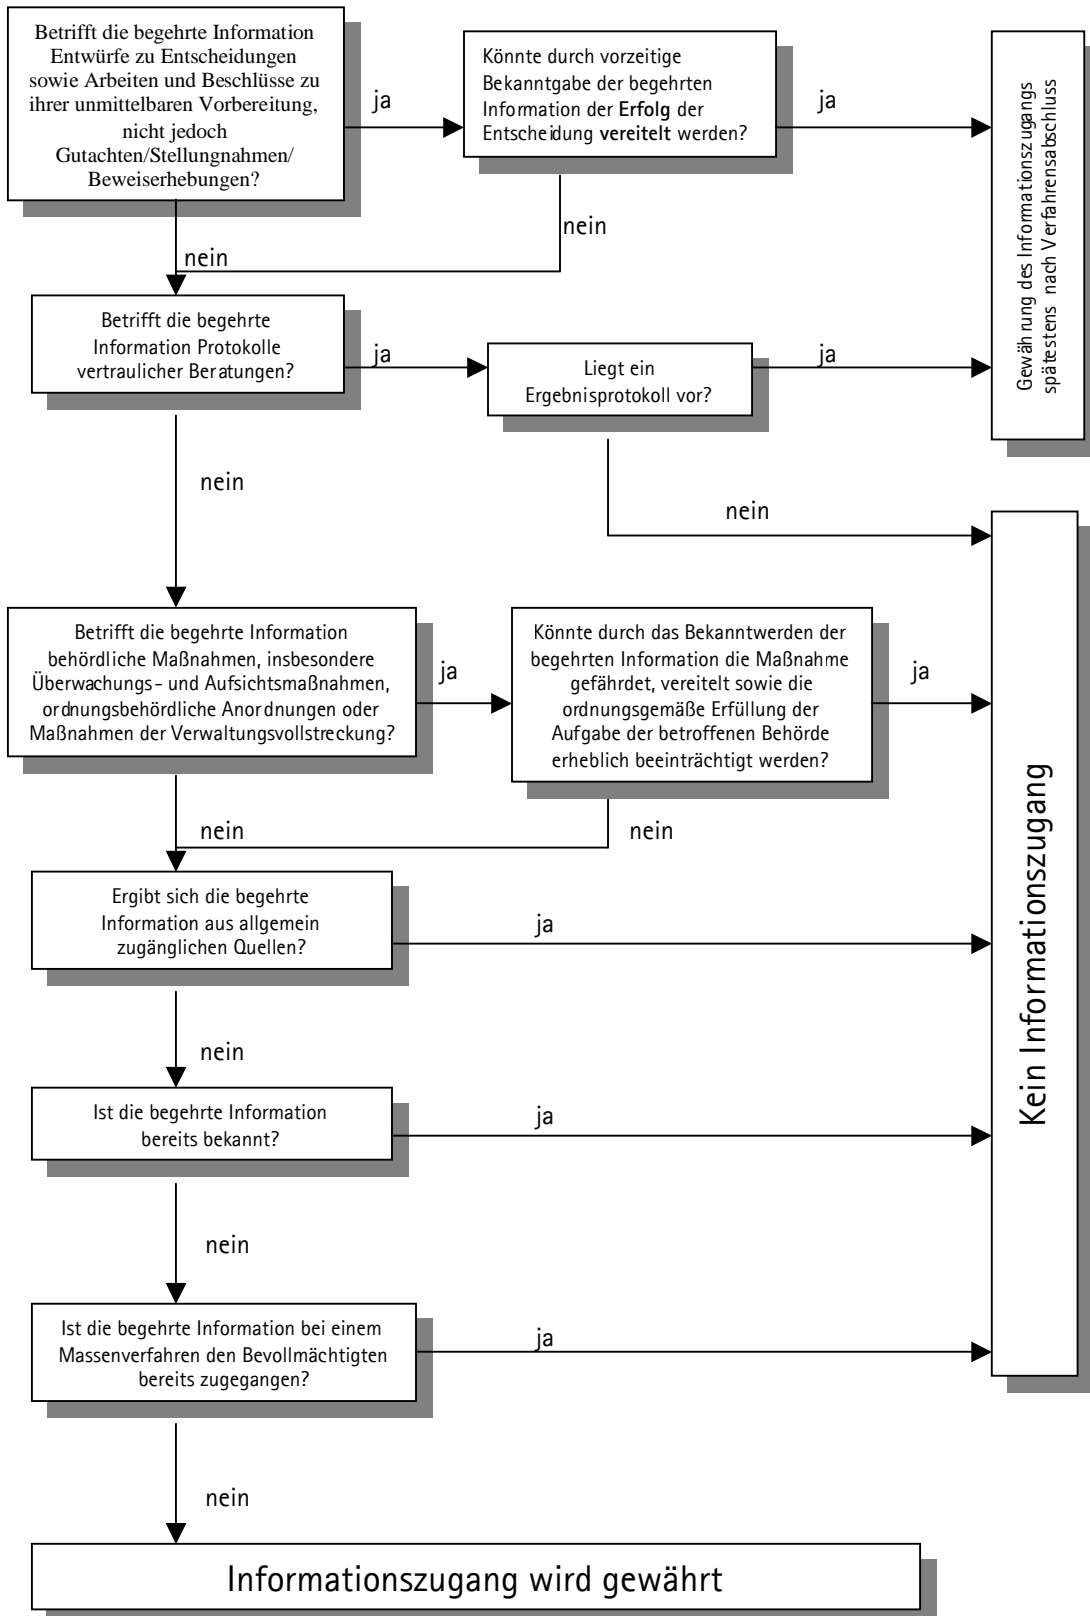 Betrifft die begehrte Information
Entwürfe zu Entscheidungen
sowie Arbeiten und Beschlüsse zu
ihrer unmittelbaren Vorbereitung,
nicht jedoch
Gutachten/Stellungnahmen/
Beweiserhebungen?
ja
Könnte durch vorzeitige
Bekanntgabe der begehrten
Information der Erfolg der
Entscheidung vereitelt werden?
ja
Gewährung des Informationszugangs
spätestens nach Verfahrensabschluss
nein
nein
Betrifft die begehrte
Information Protokolle
vertraulicher Beratungen?
ja
Liegt ein
Ergebnisprotokoll vor?
ja
nein
nein
Betrifft die begehrte Information
behördliche Maßnahmen, insbesondere
Überwachungs- und Aufsichtsmaßnahmen,
ordnungsbehördliche Anordnungen oder
Maßnahmen der Verwaltungsvollstreckung?
ja
Könnte durch das Bekanntwerden der
begehrten Information die Maßnahme
gefährdet, vereitelt sowie die
ordnungsgemäße Erfüllung der
Aufgabe der betroffenen Behörde
erheblich beeinträchtigt werden?
ja
Kein Informationszugang
nein
nein
Ergibt sich die begehrte
Information aus allgemein
zugänglichen Quellen?
ja
nein
Ist die begehrte Information
bereits bekannt?
ja
nein
Ist die begehrte Information bei einem
Massenverfahren den Bevollmächtigten
bereits zugegangen?
ja
nein
Informationszugang wird gewährt